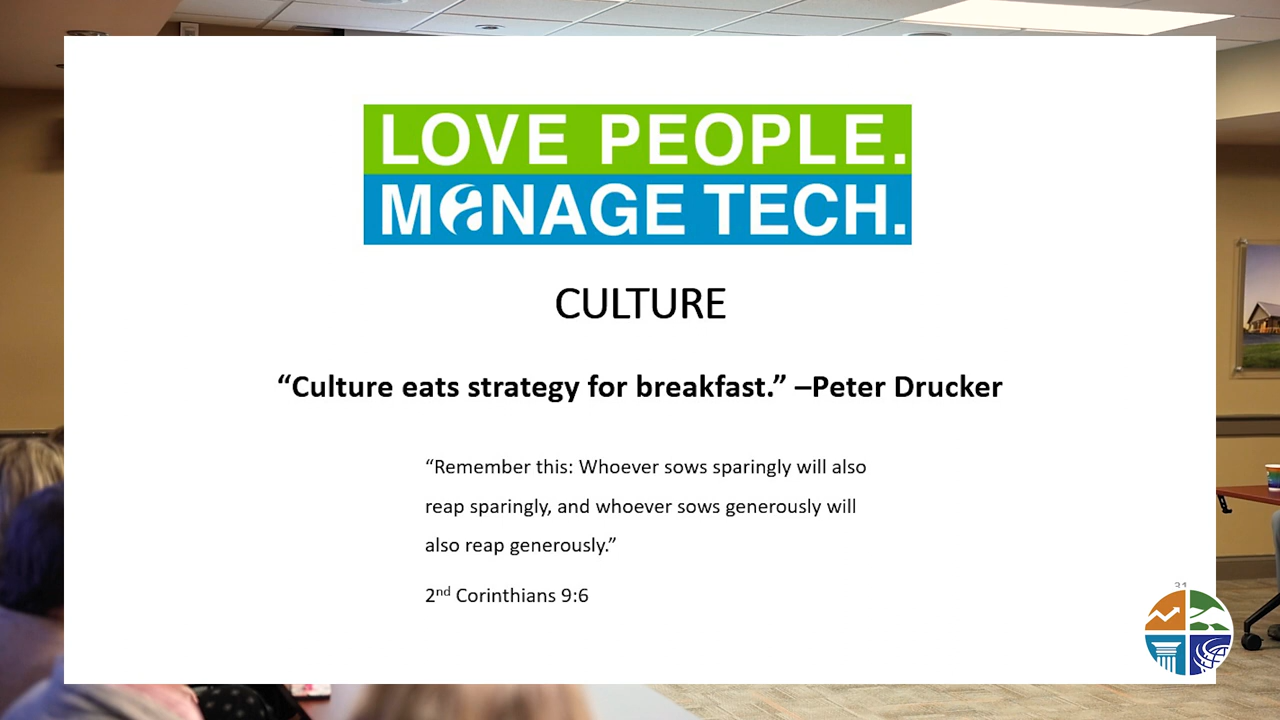 LOVE PEOPLE.
MANAGE TECH.
CULTURE
“Culture eats strategy for breakfast.” –Peter Drucker
“Remember this: Whoever sows sparingly will also
reap sparingly, and whoever sows generously will
also reap generously.”
2nd Corinthians 9:6
31